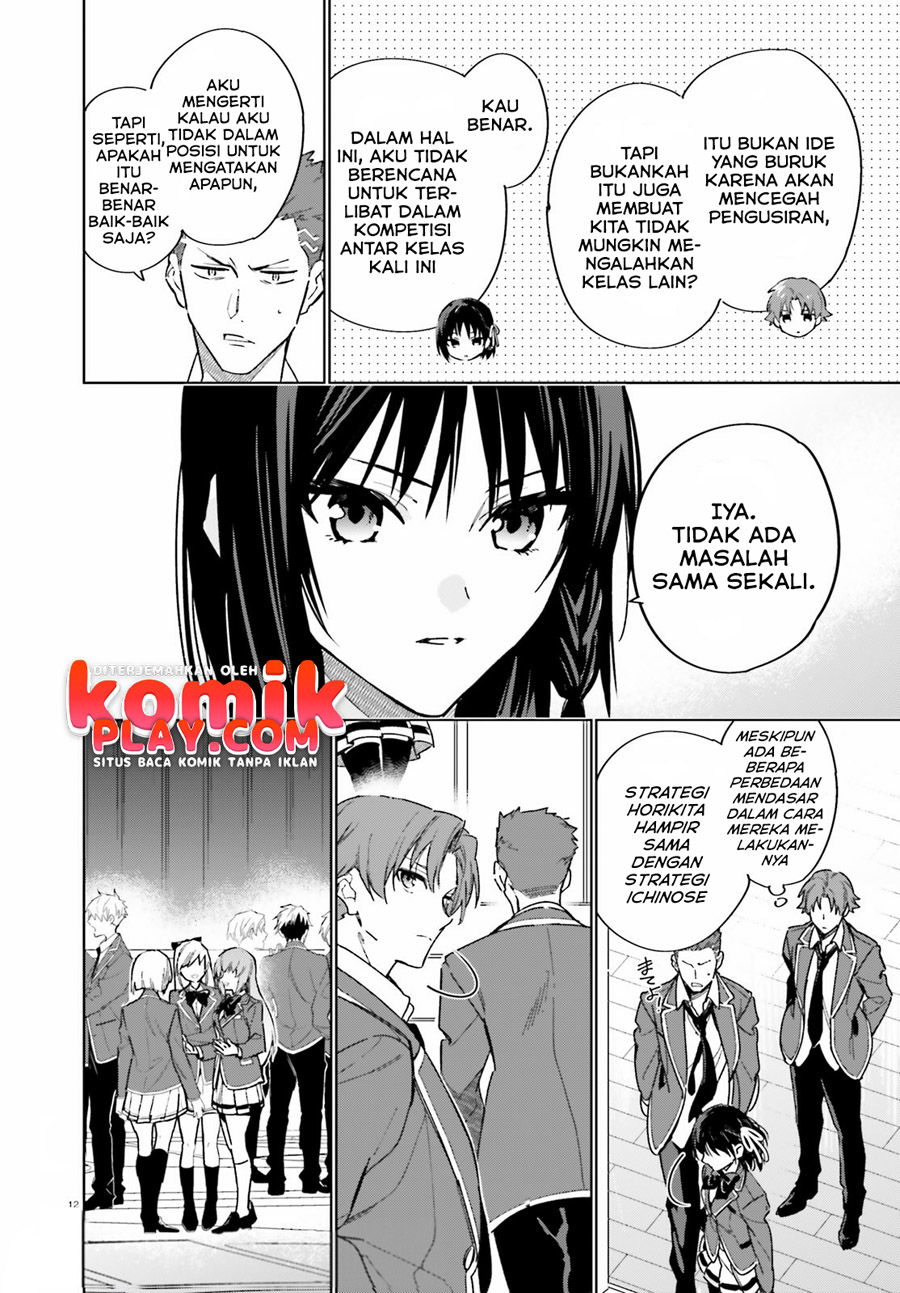 ITU BUKAN IDE
YANG BURUK
KARENA AKAN
MENCEGAH
PENGUSIRAN,
TAPI
BUKANKAH
ITU JUGA
MEMBUAT
KITA TIDAK
MUNGKIN ME-
NGALAHKAN
KELAS LAIN?
KAU
BENAR.
DALAM HAL
INI, AKU TIDAK
BERENCANA
UNTUK TER-
LIBAT DALAM
KOMPETISI
ANTAR KELAS
KALI INI
AKU
MENGERTI
KALAU AKU
TIDAK DALAM
POSISI UNTUK
MENGATAKAN
APAPUN,
TAPI
SEPERTI,
APAKAH
ITU
BENAR-
BENAR
BAIK-BAIK
SAJA?
IYA.
TIDAK ADA
MASALAH
SAMA SEKALI.
DITERJEMAHKAN OLEH
komik
PLAY.COM
SITUS BACA KOMIK TANPA IKLAN
MESKIPUN
ADA BE-
BERAPA
PERBEDAAN
MENDASAR
DALAM CARA
MEREKA ME-
LAKUKAN-
NYA
STRATEGI
HORIKITA
HAMPIR
SAMA
DENGAN
STRATEGI
ICHINOSE
まてよ!!
12